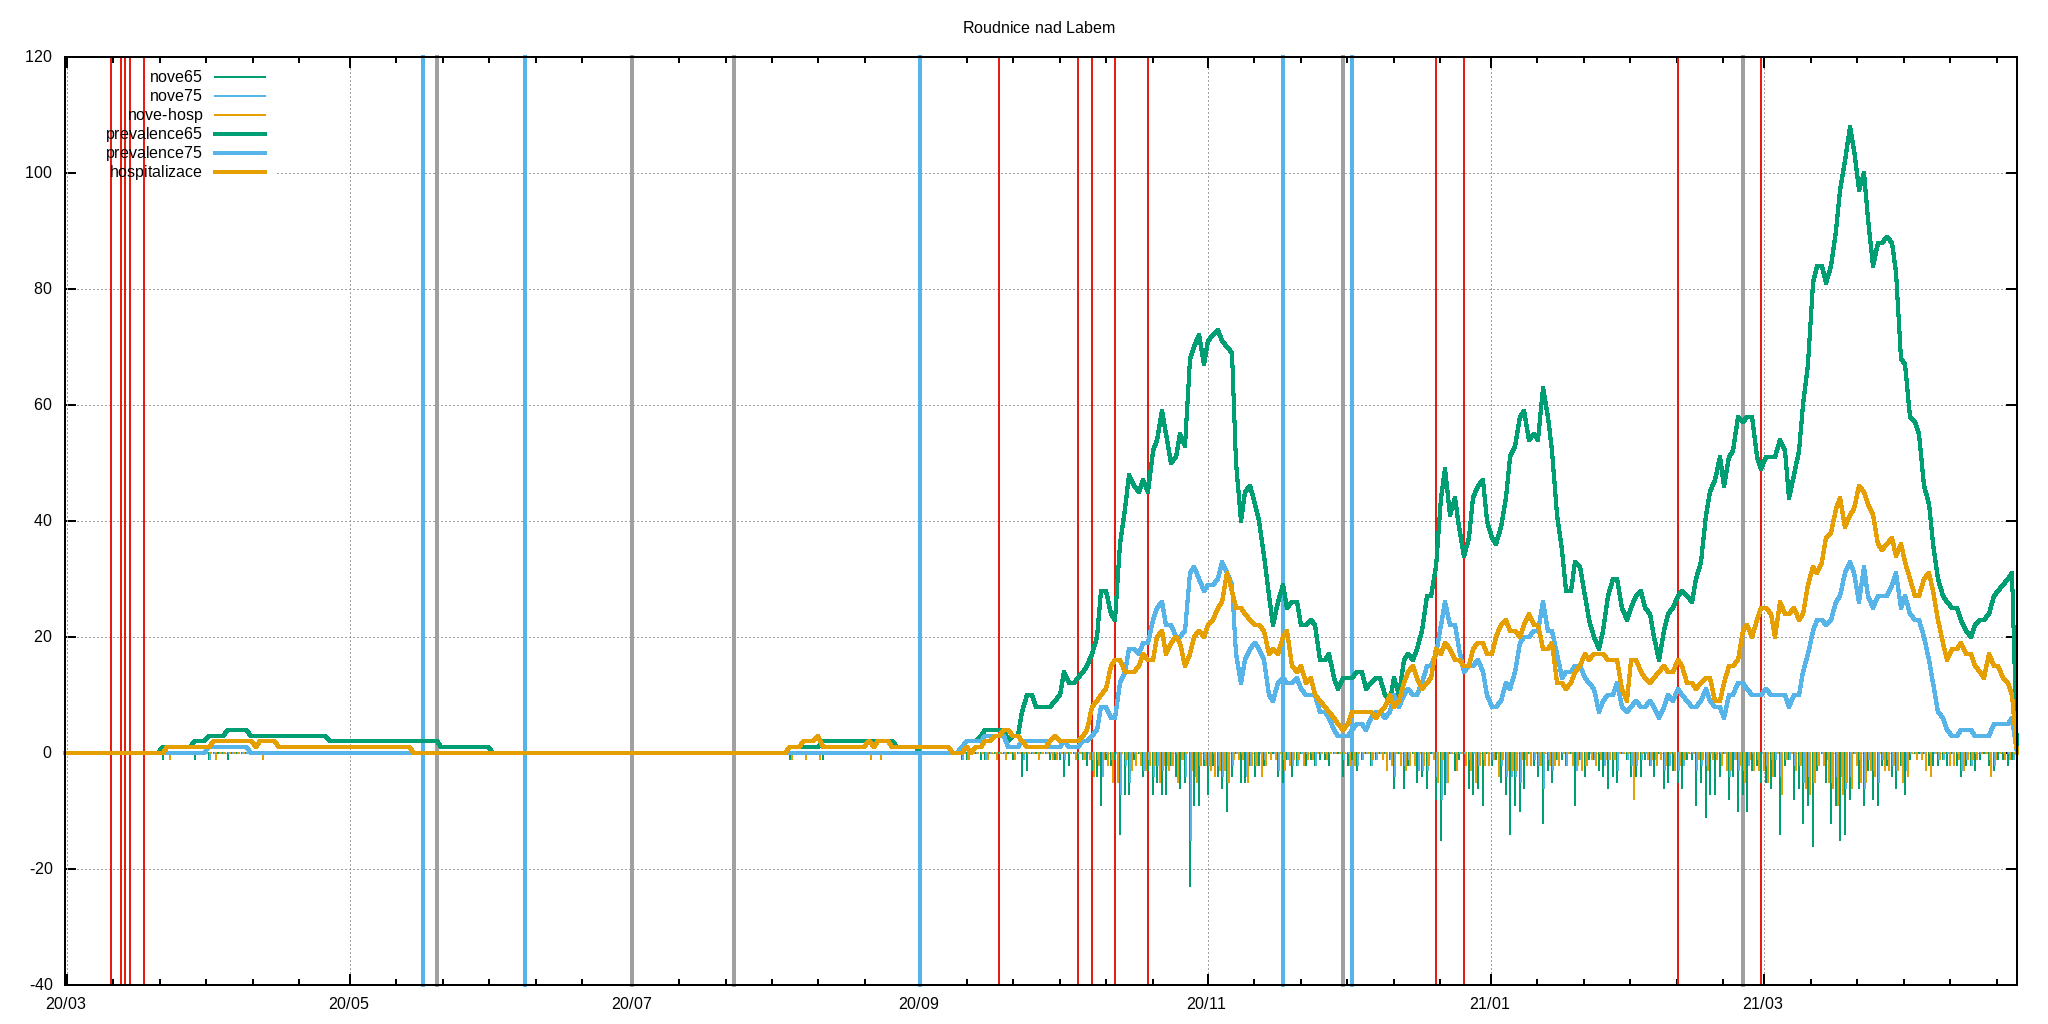 Roudnice nad Labem
120
100
80
60
40
20
0
-20
-40
nove65
nove75
nove-hosp
prevalence65
prevalence75
hospitalizace
20/03 20/05 20/07 20/09 20/11 21/01 21/03